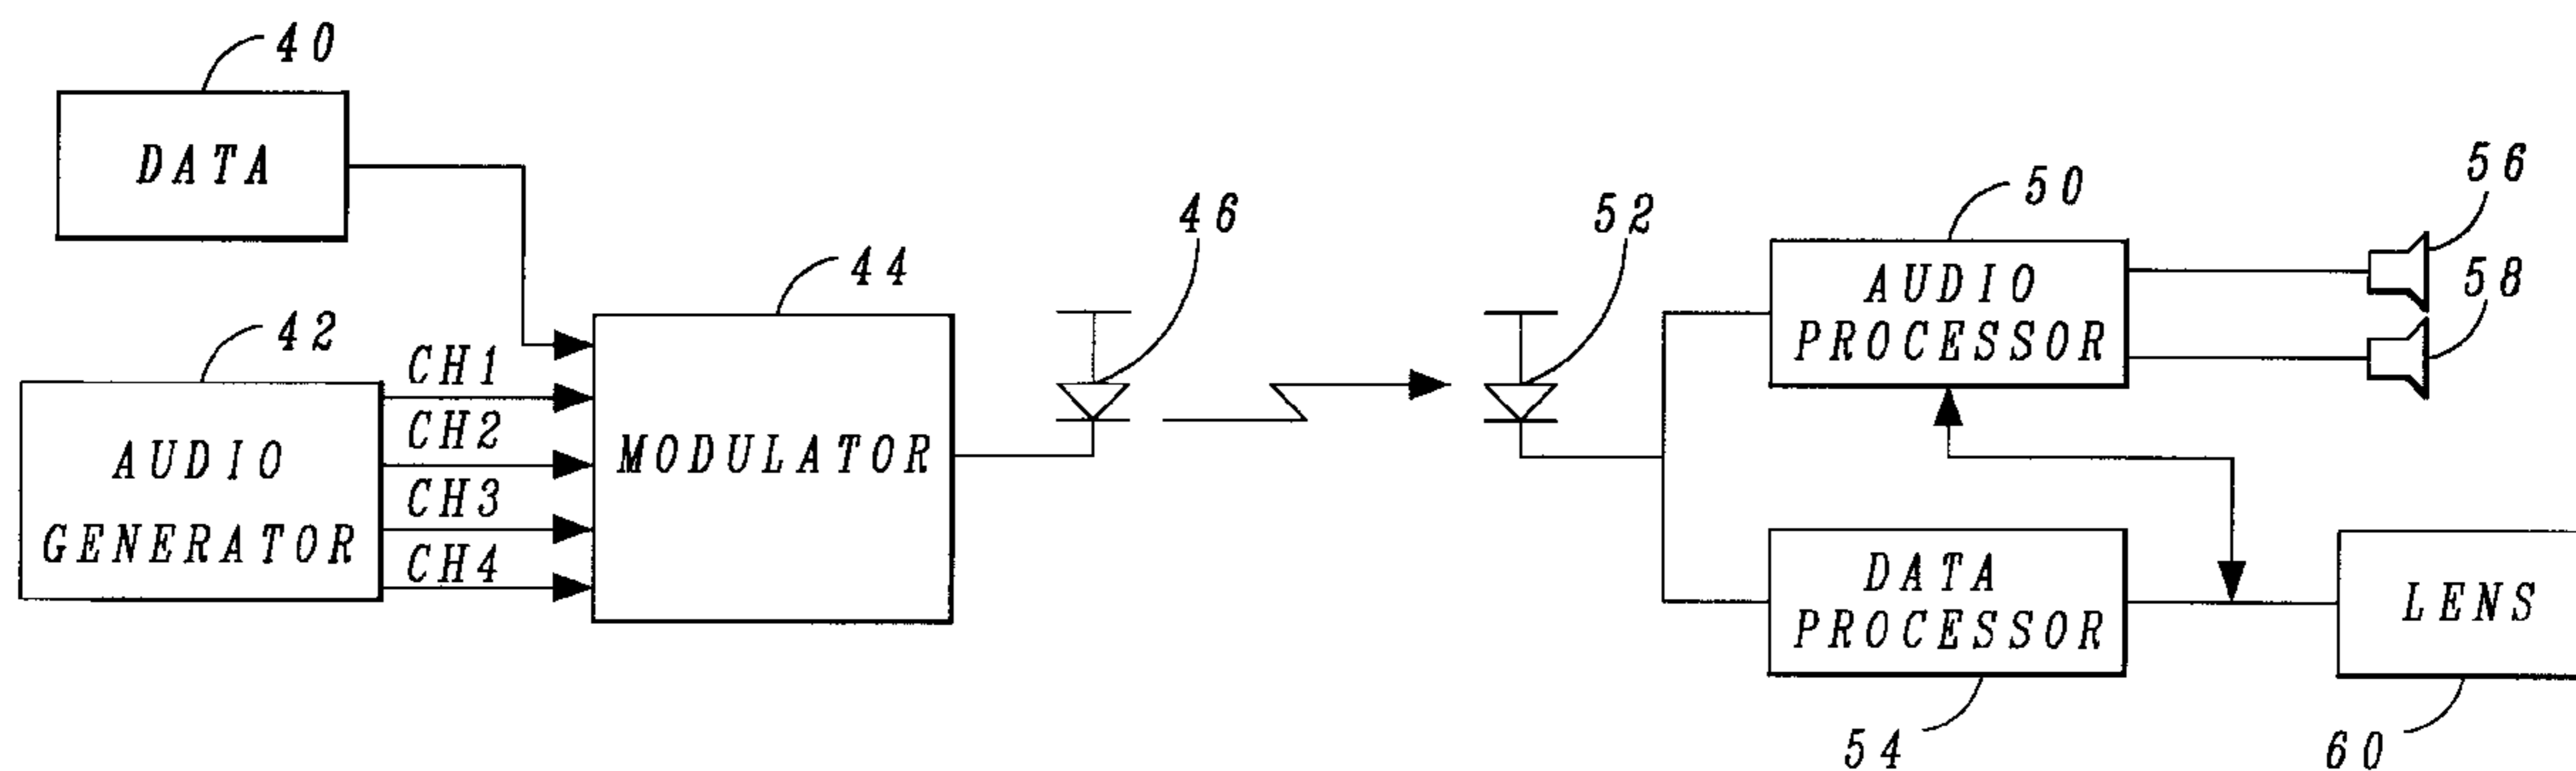 40
DATA
42
AUDIO
GENERATOR
CH1
CH2
CH3
CH4
44
MODULATOR
46
52
50
AUDIO
PROCESSOR
56
58
DATA
PROCESSOR
54
LENS
60